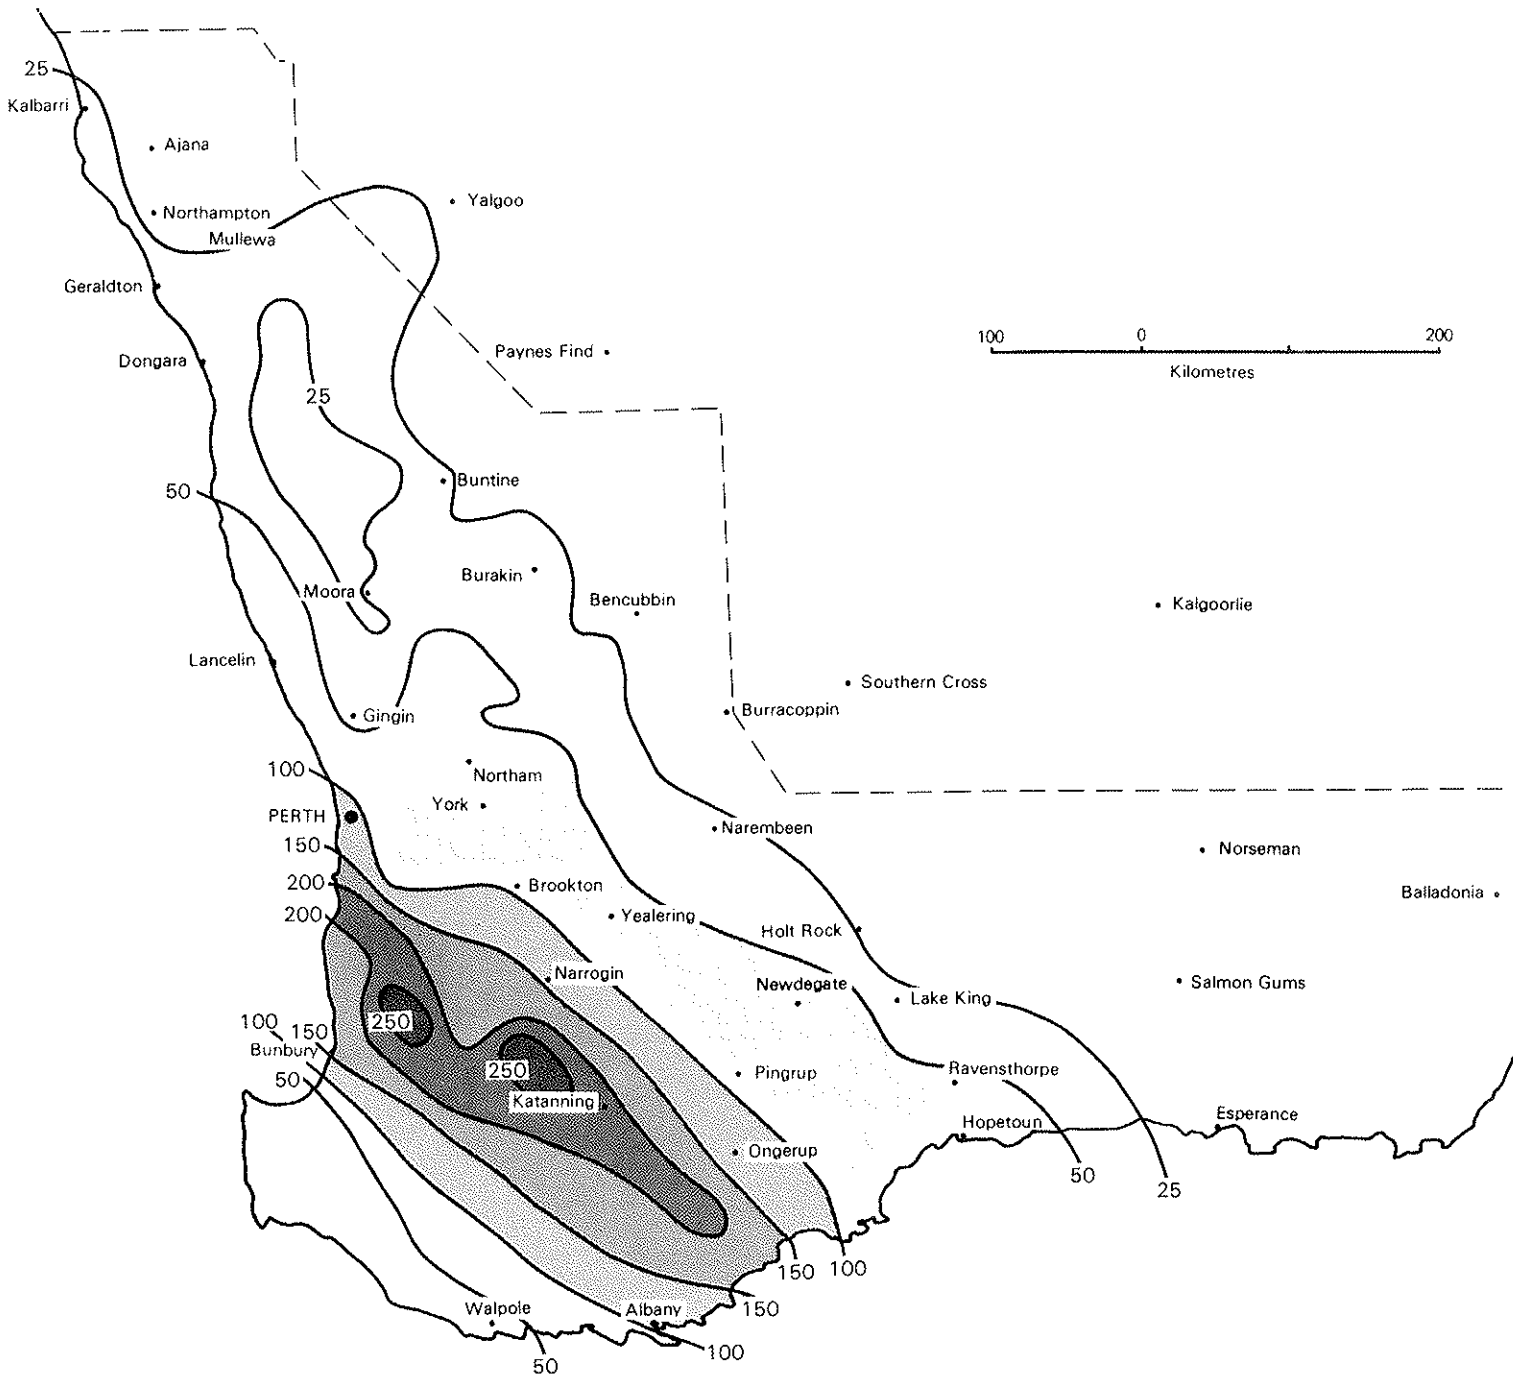 25
Kalbarri
Ajana
Yalgoo
Northampton
Mullewa
Geraldton
100 0 200
Kilometres
Dongara
Paynes Find
25
Buntine
50
Burakin
Moora
Bencubbin
Kalgoorlie
Lancelin
Southern Cross
Gingin
Burracoppin
100
Northam
York
PERTH
Narembeen
150
Norseman
200
Brookton
Balladonia
200
Yealering
Holt Rock
Narrogin
Newdegate
Salmon Gums
Lake King
100
250
150
Bunbury
50
250
Pingrup
Ravensthorpe
Katanning
Hopetoun
Esperance
Ongerup
50
25
150
100
150
Walpole
Albany
100
50